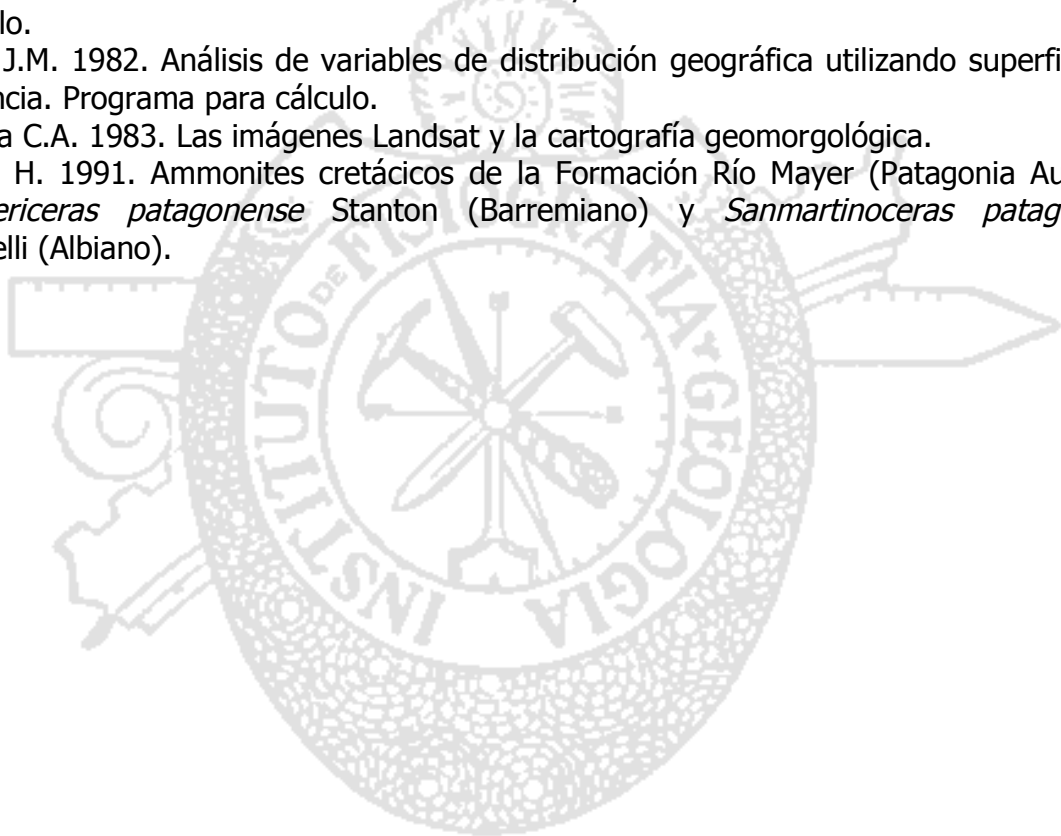 lo.
J.M. 1982. Análisis de variables de distribución geográfica utilizando superfi
ncia. Programa para cálculo.
a C.A. 1983. Las imágenes Landsat y la cartografía geomorgológica.
H. 1991. Ammonites cretácicos de la Formación Río Mayer (Patagonia Au
ericeras patagonense Stanton (Barremiano) y Sanmartinoceras patag
elli (Albiano).
INSTITUTO DE FISIOGRAFIA Y GEOLOGIA